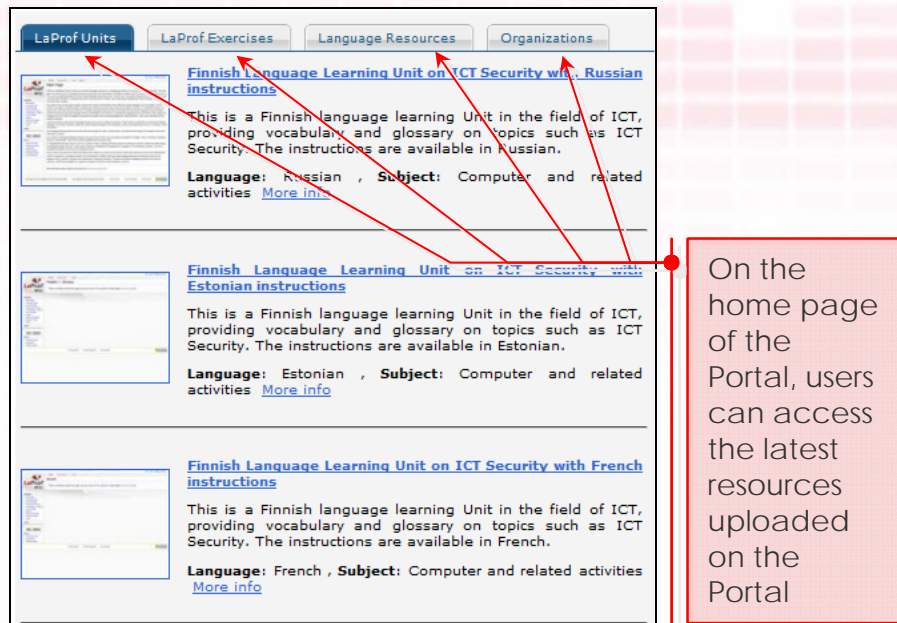 LaProf Units LaProf Exercises Language Resources Organizations
Finnish Language Learning Unit on ICT Security with Russian
instructions
This is a Finnish language learning Unit in the field of ICT,
providing vocabulary and glossary on topics such as ICT
Security. The instructions are available in Russian.
Language: Russian , Subject: Computer and related
activities More info
Finnish Language Learning Unit on ICT Security with
Estonian instructions
This is a Finnish language learning Unit in the field of ICT,
providing vocabulary and glossary on topics such as ICT
Security. The instructions are available in Estonian.
Language: Estonian , Subject: Computer and related
activities More info
Finnish Language Learning Unit on ICT Security with French
instructions
This is a Finnish language learning Unit in the field of ICT,
providing vocabulary and glossary on topics such as ICT
Security. The instructions are available in French.
Language: French , Subject: Computer and related activities
More info
On the
home page
of the
Portal, users
can access
the latest
resources
uploaded
on the
Portal